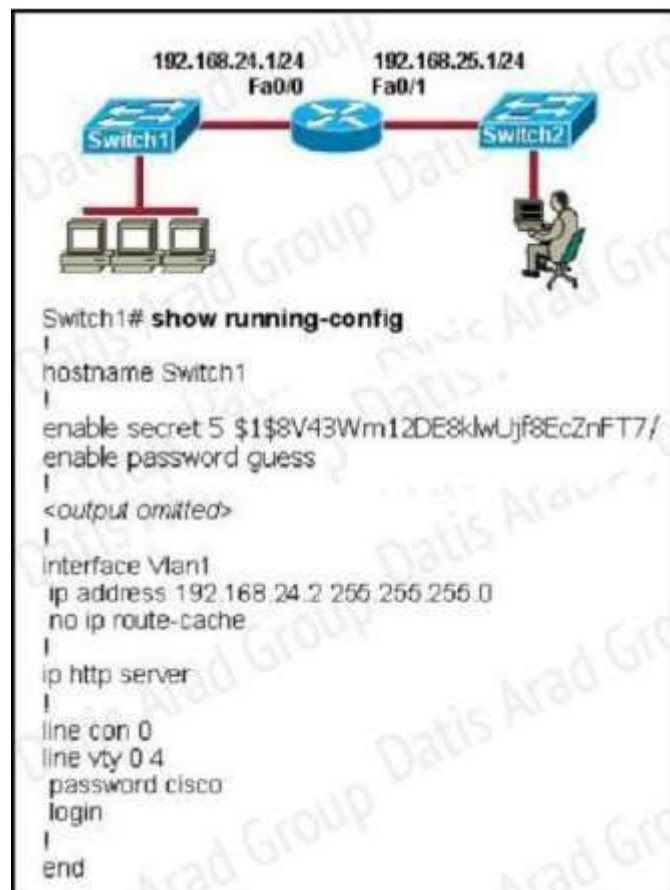 192.168.24.1/24 192.168.25.1/24
Fa0/0 Fa0/1
Switch1 Switch2
Switch1# show running-config
!
hostname Switch1
!
enable secret 5 $1$8V43Wm12DE8klwUjf8EcZnFT7/
enable password guess
!
<output omitted>
!
interface Vlan1
ip address 192.168.24.2 255.255.255.0
no ip route-cache
!
ip http server
!
line con 0
line vty 0 4
password cisco
login
!
end
Datis Arad Group